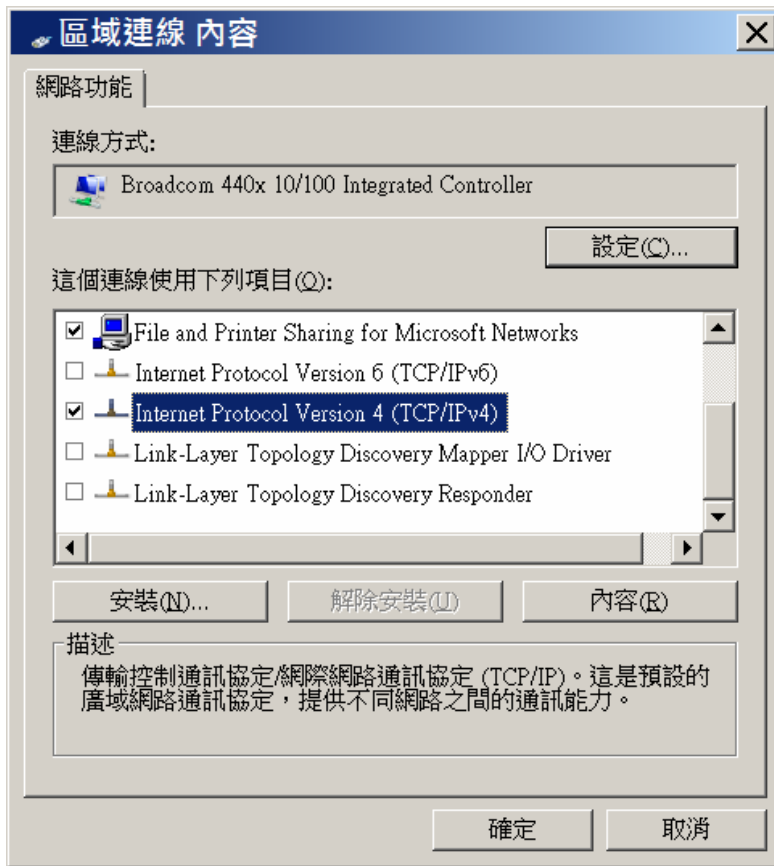 區域連線 內容
網路功能
連線方式:
Broadcom 440x 10/100 Integrated Controller
設定(C)...
這個連線使用下列項目(O):
File and Printer Sharing for Microsoft Networks
Internet Protocol Version 6 (TCP/IPv6)
Internet Protocol Version 4 (TCP/IPv4)
Link-Layer Topology Discovery Mapper I/O Driver
Link-Layer Topology Discovery Responder
安裝(N)... 解除安裝(U) 內容(R)
描述
傳輸控制通訊協定/網際網路通訊協定 (TCP/IP)。這是預設的
廣域網路通訊協定，提供不同網路之間的通訊能力。
確定 取消